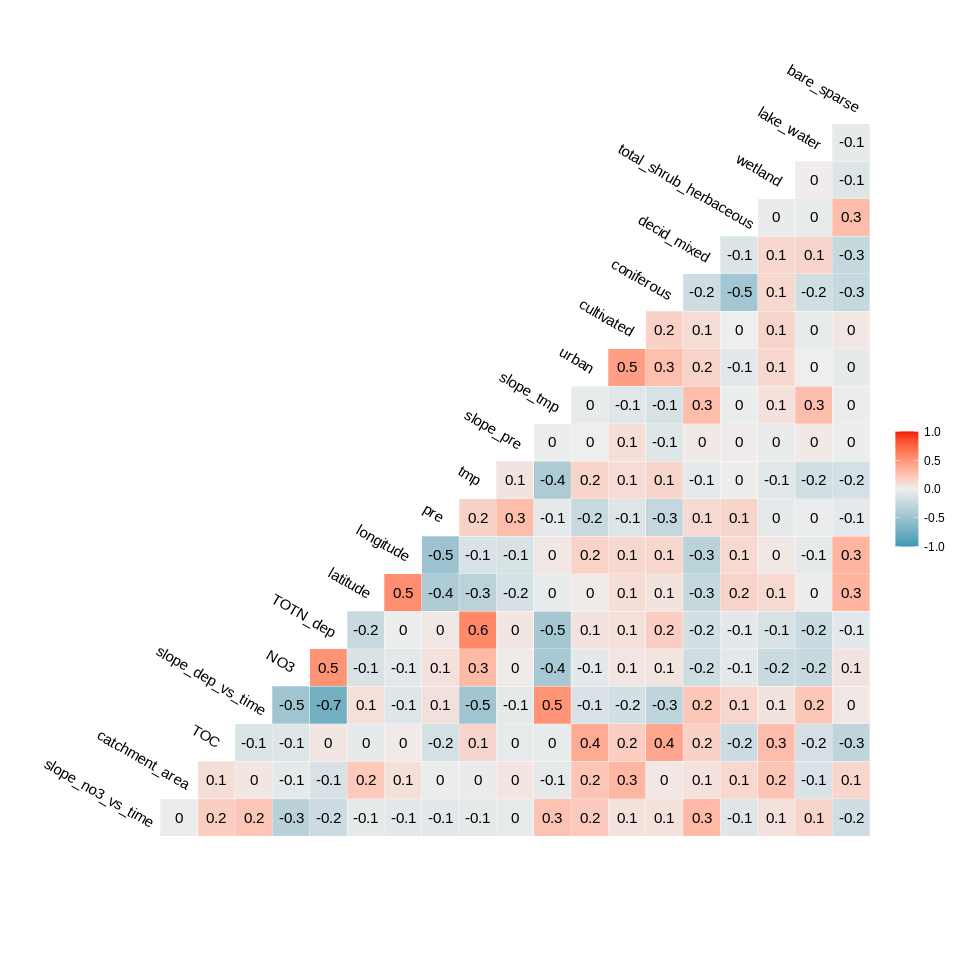 bare_sparse
lake_water -0.1
wetland 0 -0.1
total_shrub_herbaceous 0 0 0.3
decid_mixed -0.1 0.1 0.1 -0.3
coniferous -0.2 -0.5 0.1 -0.2 -0.3
cultivated 0.2 0.1 0 0.1 0 0
urban 0.5 0.3 0.2 -0.1 0.1 0 0
slope_tmp 0 -0.1 -0.1 0.3 0 0.1 0.3 0
slope_pre 0 0 0.1 -0.1 0 0 0 0 0
tmp 0.1 -0.4 0.2 0.1 0.1 -0.1 0 -0.1 -0.2 -0.2
pre 0.2 0.3 -0.1 -0.2 -0.1 -0.3 0.1 0.1 0 0 -0.1
longitude -0.5 -0.1 -0.1 0 0.2 0.1 0.1 -0.3 0.1 0 -0.1 0.3
latitude 0.5 -0.4 -0.3 -0.2 0 0 0.1 0.1 -0.3 0.2 0.1 0 0.3
TOTN_dep -0.2 0 0 0.6 0 -0.5 0.1 0.1 0.2 -0.2 -0.1 -0.1 -0.2 -0.1
NO3 0.5 -0.1 -0.1 0.1 0.3 0 -0.4 -0.1 0.1 0.1 -0.2 -0.1 -0.2 -0.2 0.1
slope_dep_vs_time -0.5 -0.7 0.1 -0.1 0.1 -0.5 -0.1 0.5 -0.1 -0.2 -0.3 0.2 0.1 0.1 0.2 0
TOC -0.1 -0.1 0 0 0 -0.2 0.1 0 0 0.4 0.2 0.4 0.2 -0.2 0.3 -0.2 -0.3
catchment_area 0.1 0 -0.1 -0.1 0.2 0.1 0 0 0 -0.1 0.2 0.3 0 0.1 0.1 0.2 -0.1 0.1
slope_no3_vs_time 0 0.2 0.2 -0.3 -0.2 -0.1 -0.1 -0.1 -0.1 0 0.3 0.2 0.1 0.1 0.3 -0.1 0.1 0.1 -0.2
1.0
0.5
0.0
-0.5
-1.0